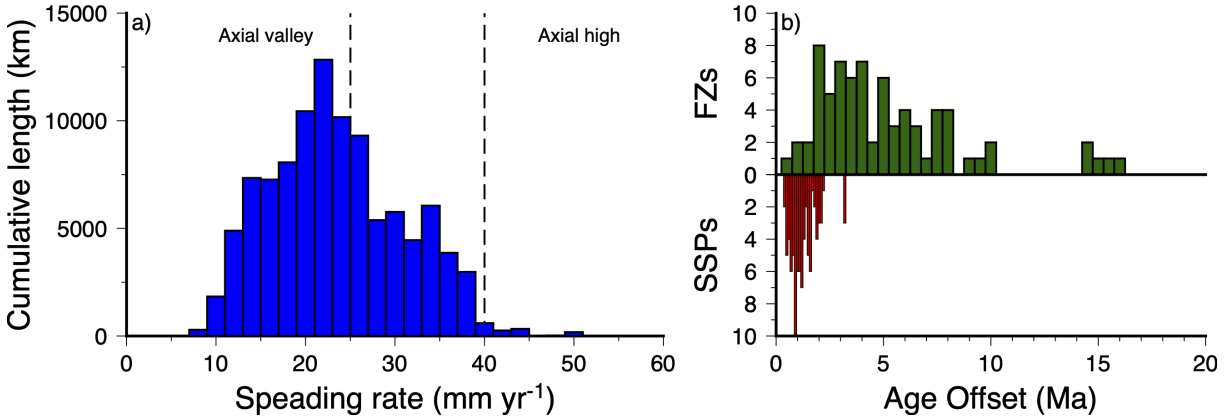 a)
Axial valley
Axial high
15000
10000
5000
0
Cumulative length (km)
0 10 20 30 40 50 60
Speading rate (mm yr⁻¹)
b)
10
8
6
4
2
0
2
4
6
8
10
FZs
SSPs
0 5 10 15 20
Age Offset (Ma)